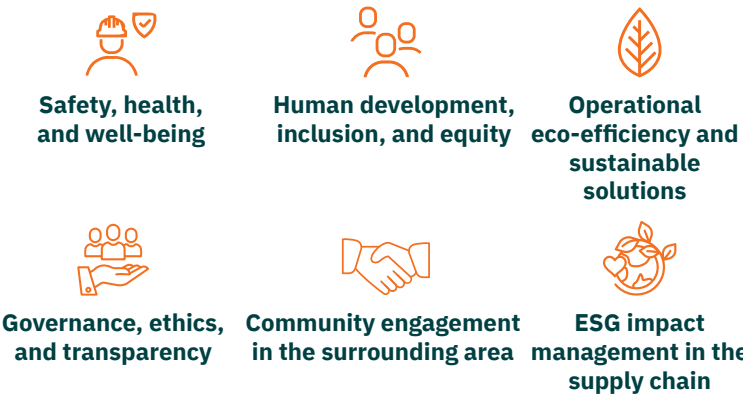 Safety, health,
and well-being
Human development,
inclusion, and equity
Operational
eco-efficiency and
sustainable
solutions
Governance, ethics,
and transparency
Community engagement
in the surrounding area
ESG impact
management in the
supply chain